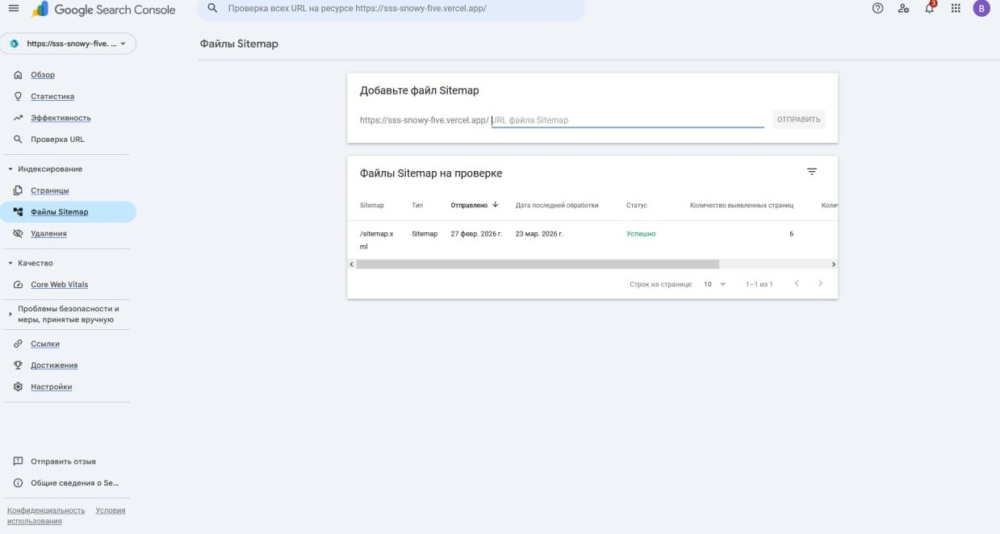 Google Search Console
Проверка всех URL на ресурсе https://sss-snowy-five.vercel.app/
3
B
https://sss-snowy-five. ...
Файлы Sitemap
Обзор
Статистика
Эффективность
Проверка URL
Индексирование
Страницы
Файлы Sitemap
Удаления
Качество
Core Web Vitals
Проблемы безопасности и
меры, принятые вручную
Ссылки
Достижения
Настройки
Отправить отзыв
Общие сведения о Se...
Конфиденциальность Условия
использования
Добавьте файл Sitemap
https://sss-snowy-five.vercel.app/ URL файла Sitemap ОТПРАВИТЬ
Файлы Sitemap на проверке
Sitemap Тип Отправлено Дата последней обработки Статус Количество выявленных страниц
/sitemap.x Sitemap 27 февр. 2026 г. 23 мар. 2026 г. Успешно 6
ml
Строк на странице: 10 1–1 из 1